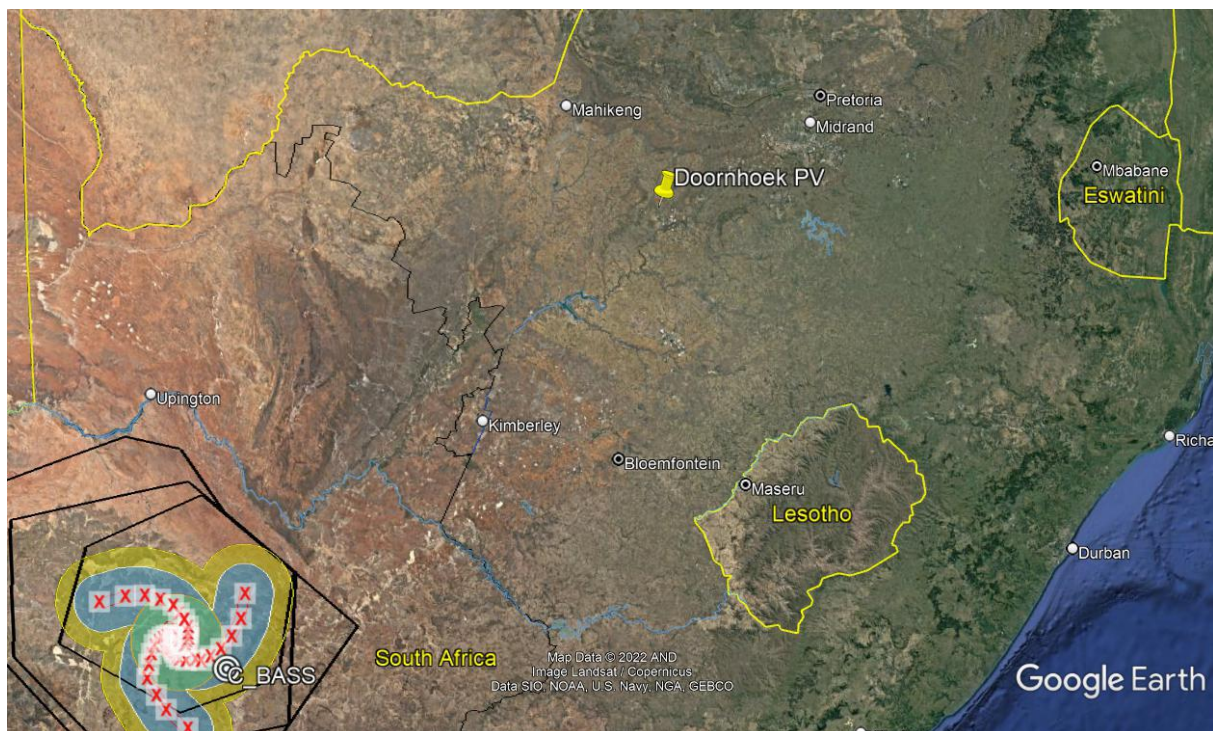 Pretoria
Mahikeng
Midrand
Doornhoek PV
Mbabane
Eswatini
Upington
Kimberley
Richa
Bloemfontein
Maseru
Lesotho
Durban
X X X X X
X
South Africa
C_BASS
Map Data © 2022 AND
Image Landsat / Copernicus
Data SIO, NOAA, U.S. Navy, NGA, GEBCO
Google Earth